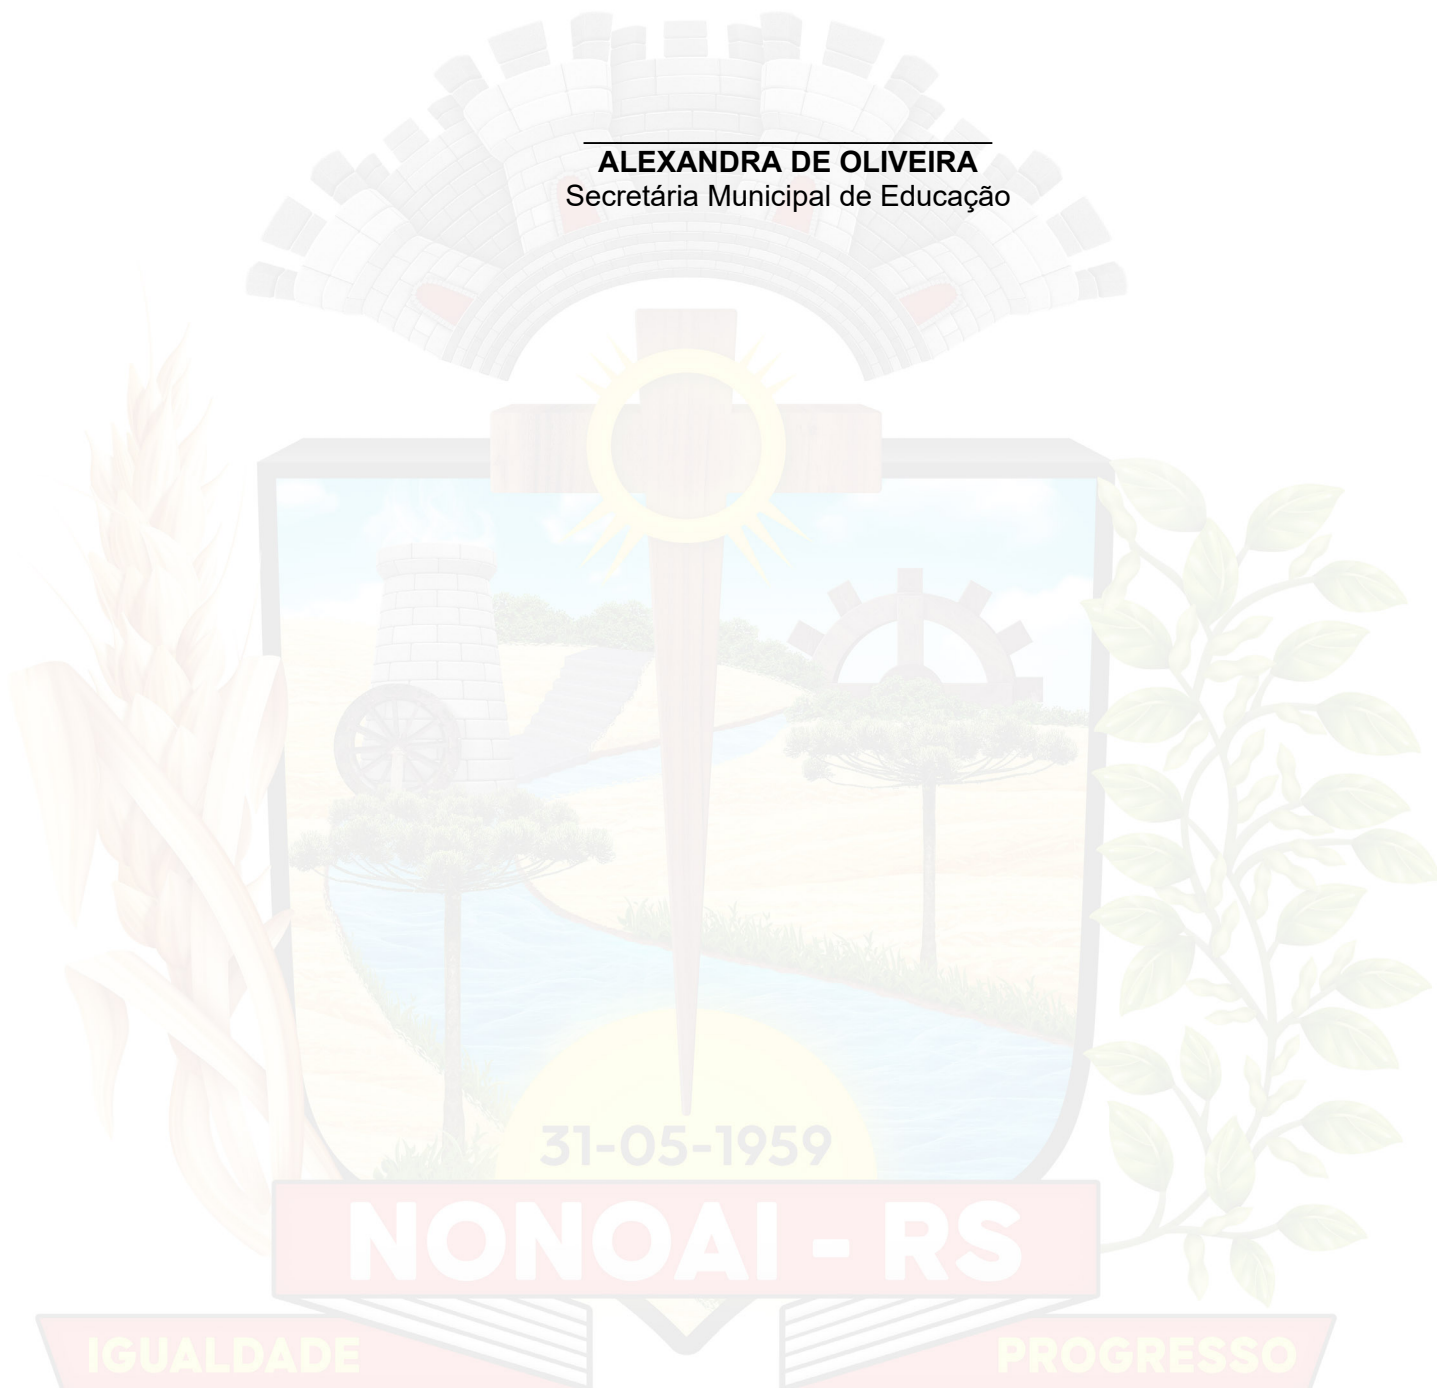 ALEXANDRA DE OLIVEIRA
Secretária Municipal de Educação
31-05-1959
NONOAI - RS
IGUALDADE
PROGRESSO